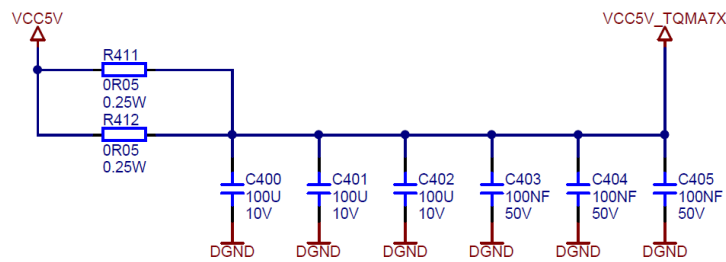 VCC5V
VCC5V_TQMA7X
R411
0R05
0.25W
R412
0R05
0.25W
C400
100U
10V
C401
100U
10V
C402
100U
10V
C403
100NF
50V
C404
100NF
50V
C405
100NF
50V
DGND
DGND
DGND
DGND
DGND
DGND